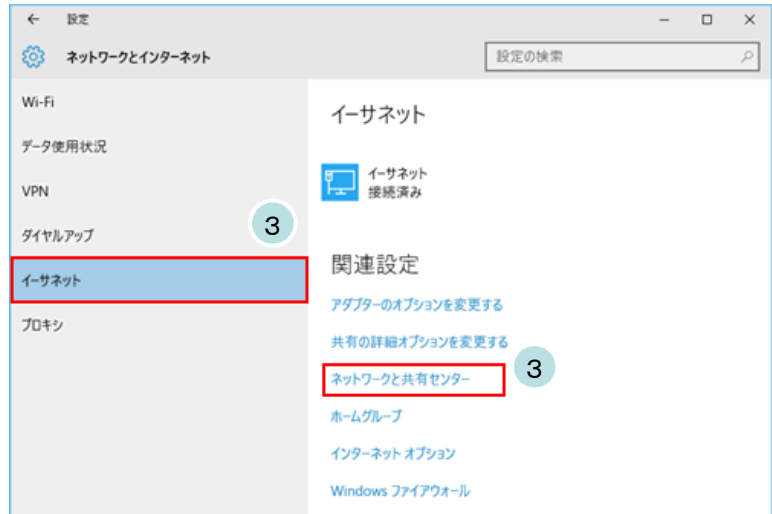 設定
ネットワークとインターネット
設定の検索
Wi-Fi
データ使用状況
VPN
ダイヤルアップ
3
イーサネット
プロキシ
イーサネット
イーサネット
接続済み
関連設定
アダプターのオプションを変更する
共有の詳細オプションを変更する
ネットワークと共有センター
3
ホームグループ
インターネット オプション
Windows ファイアウォール